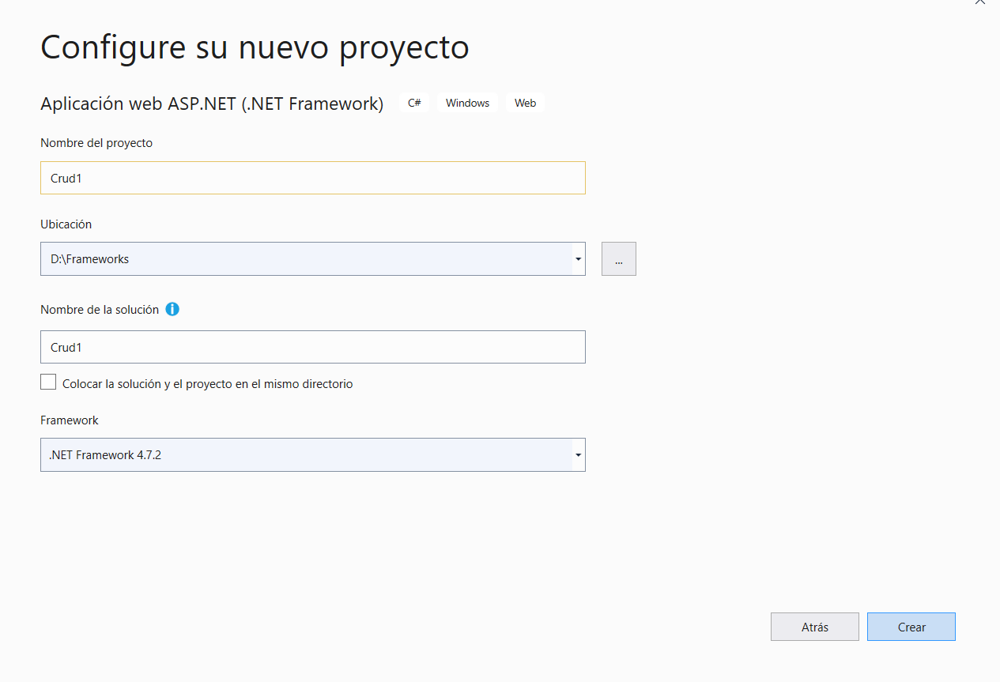 Configure su nuevo proyecto
Aplicación web ASP.NET (.NET Framework) C# Windows Web
Nombre del proyecto
Crud1
Ubicación
D:\Frameworks
...
Nombre de la solución
Crud1
Colocar la solución y el proyecto en el mismo directorio
Framework
.NET Framework 4.7.2
Atrás Crear